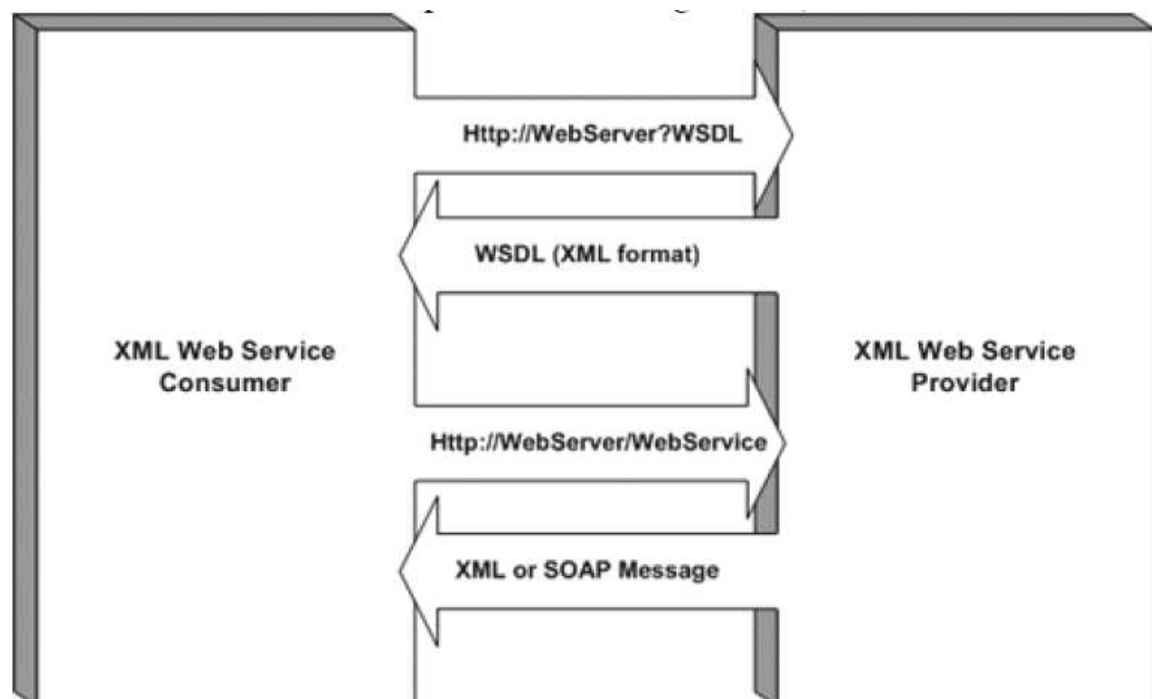 Http://WebServer?WSDL
WSDL (XML format)
XML Web Service
Consumer
XML Web Service
Provider
Http://WebServer/WebService
XML or SOAP Message